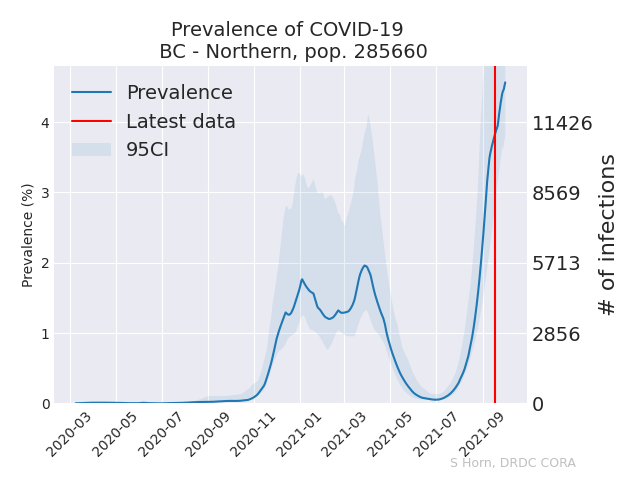 Prevalence of COVID-19
BC - Northern, pop. 285660
Prevalence
Latest data
95CI
Prevalence (%)
4
3
2
1
0
11426
8569
5713
2856
0
# of infections
2020-03
2020-05
2020-07
2020-09
2020-11
2021-01
2021-03
2021-05
2021-07
2021-09
S Horn, DRDC CORA